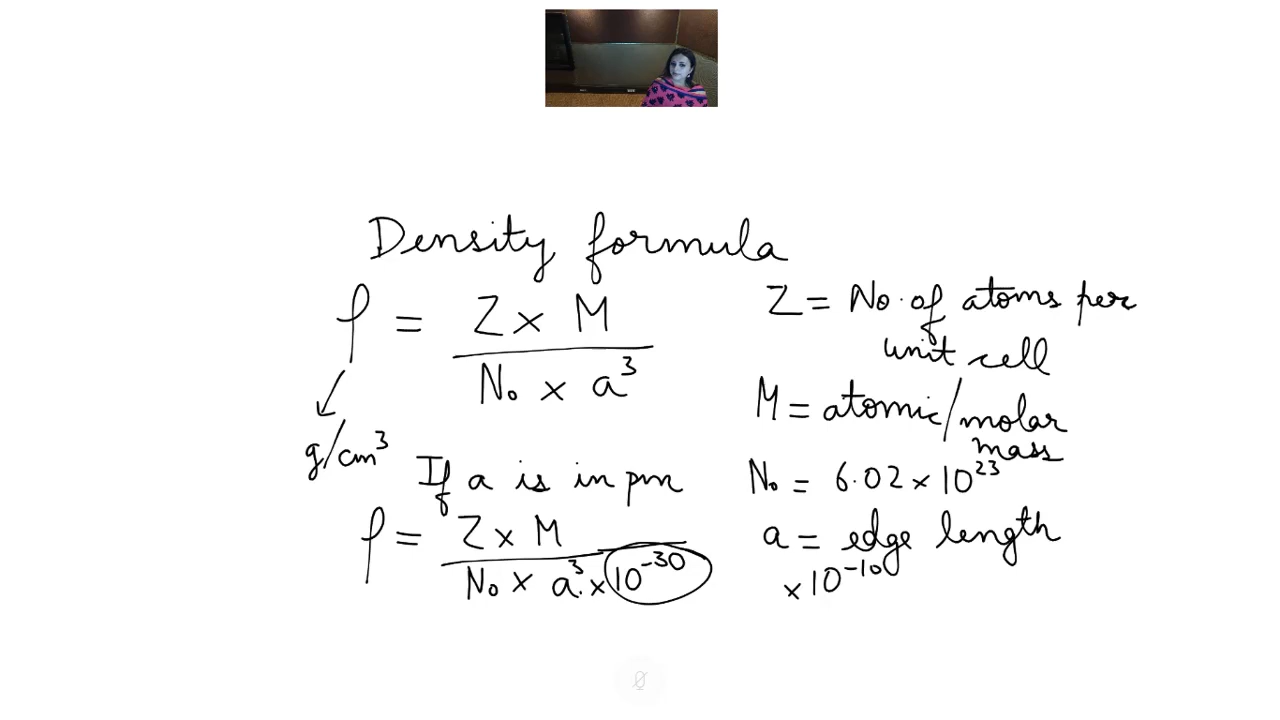 Density formula
ρ = Z × M / N₀ × a³
g/cm³
If a is in pm
ρ = Z × M / N₀ × a³ × 10⁻³⁰
Z = No. of atoms per
unit cell
M = atomic/molar
mass
N₀ = 6.02 × 10²³
a = edge length
× 10⁻¹⁰